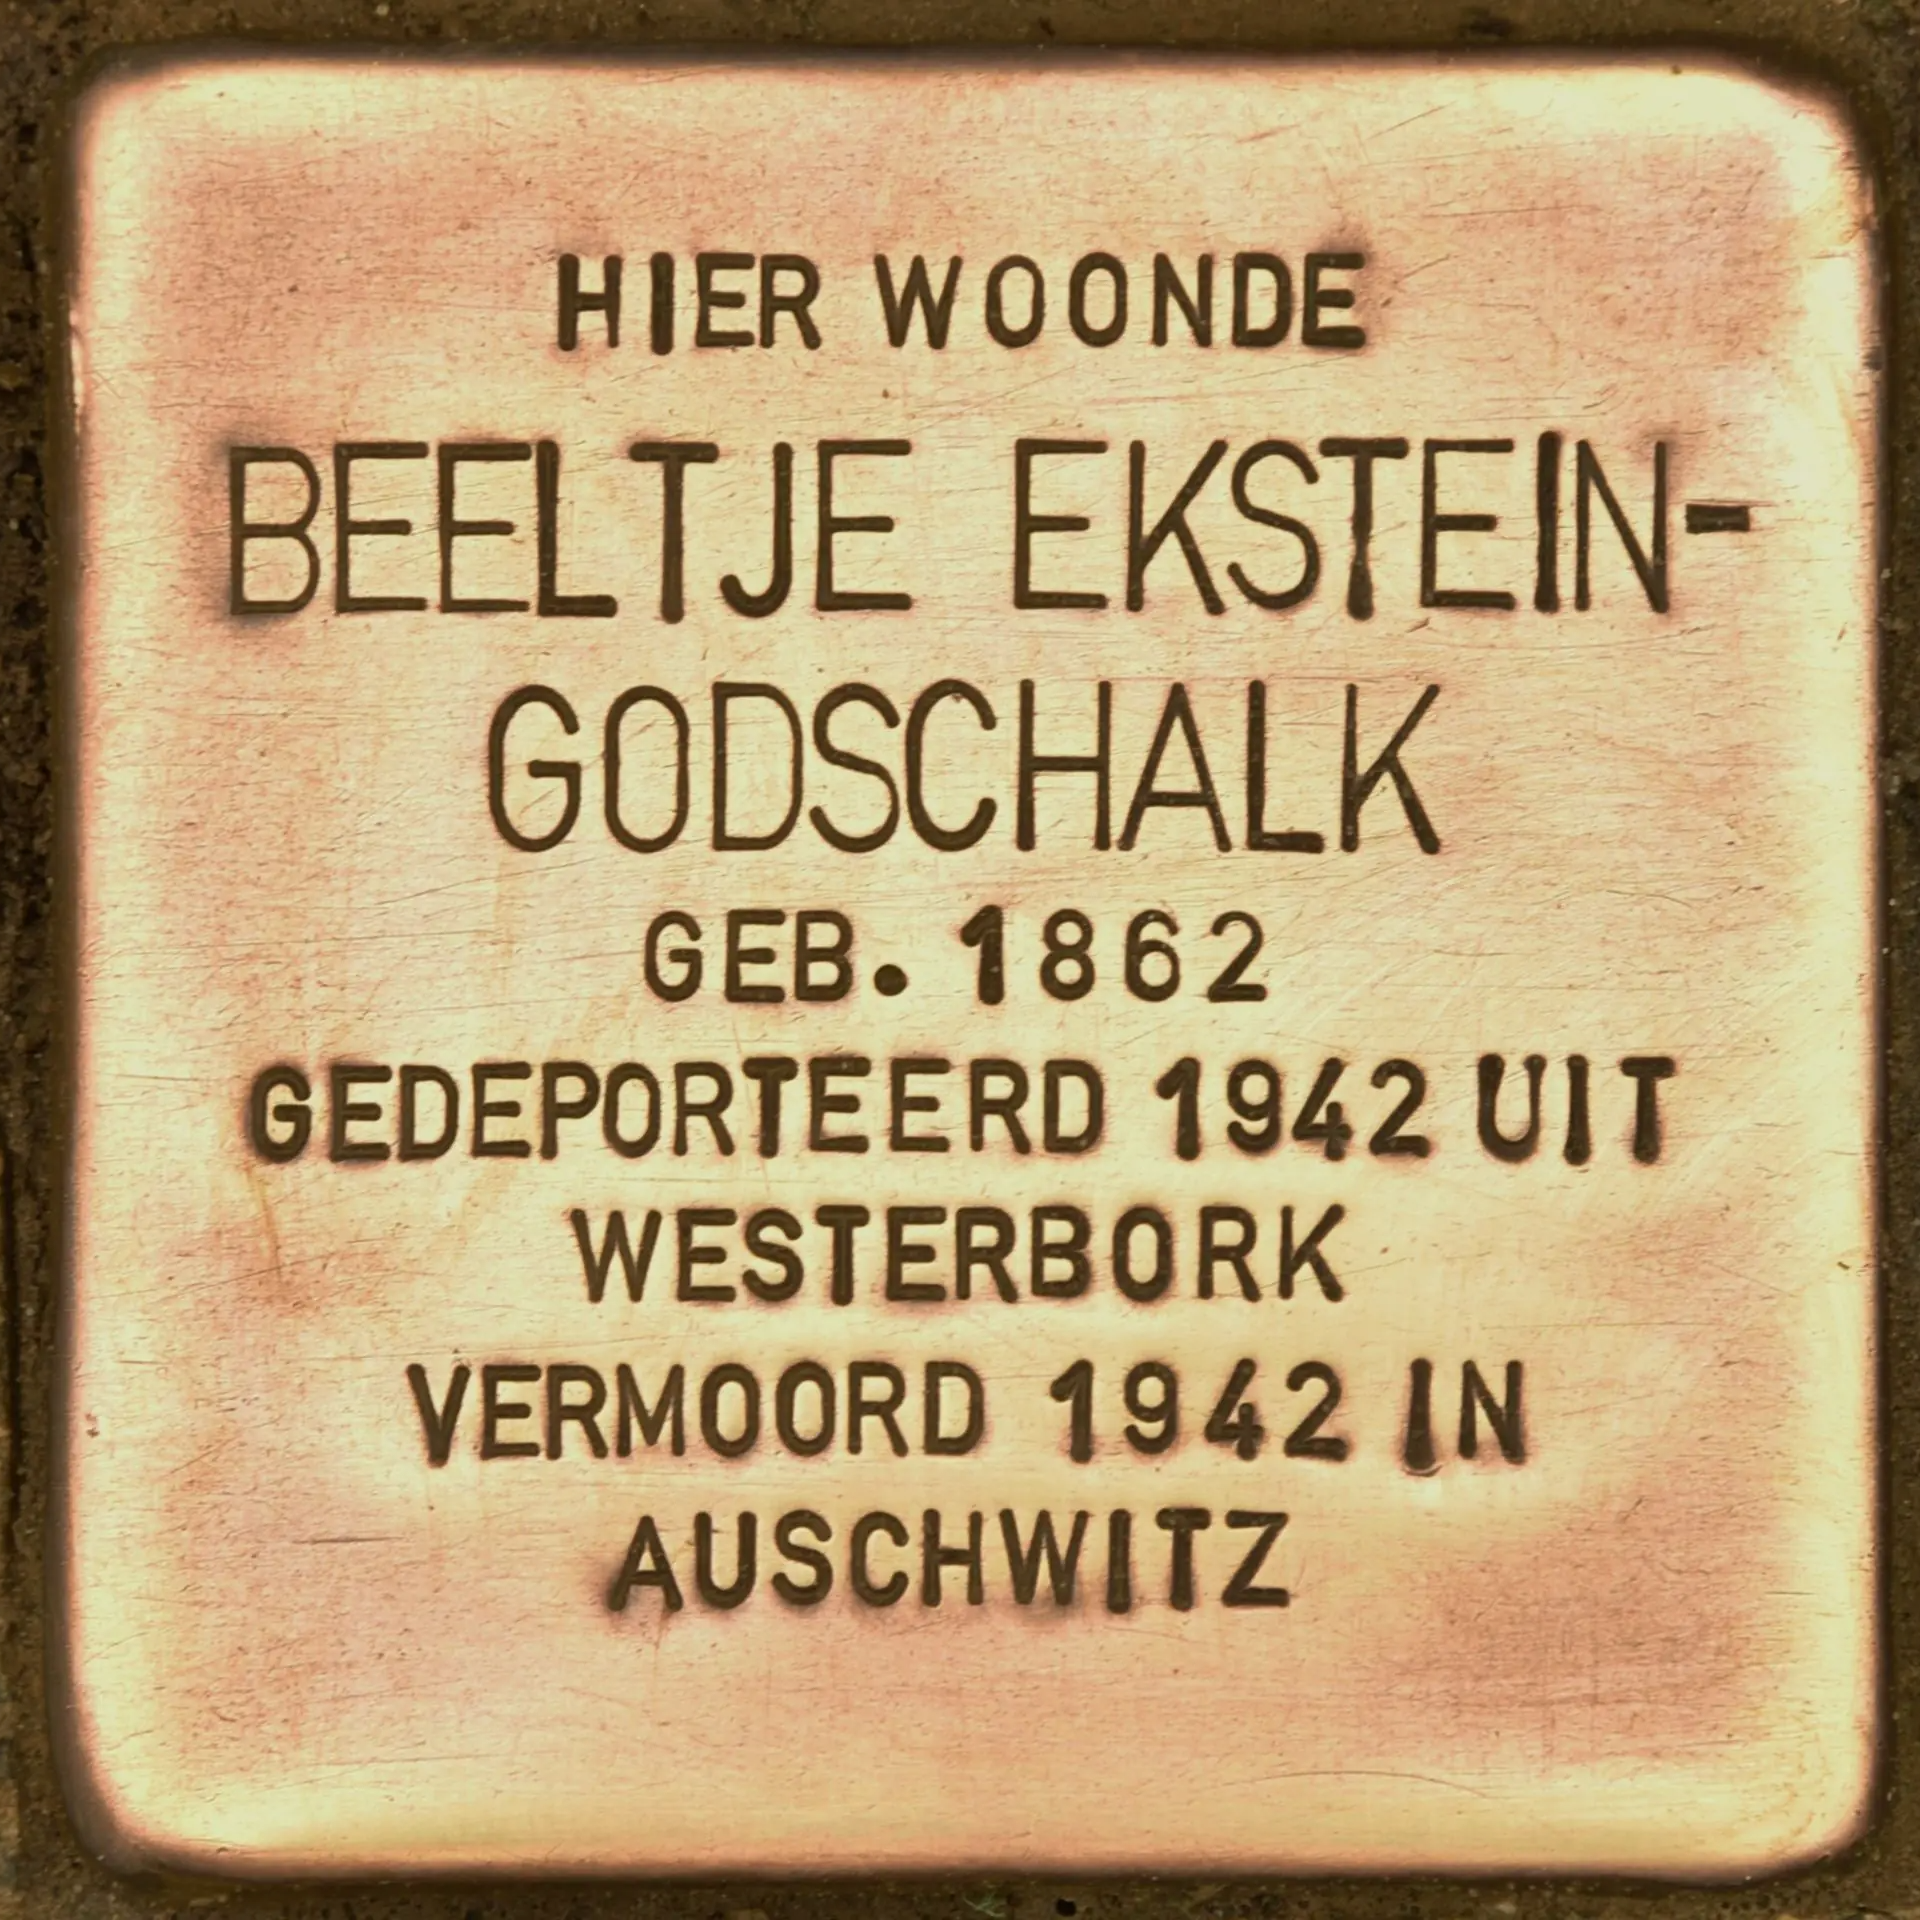 HIER WOONDE
BEELTJE EKSTEIN-
GODSCHALK
GEB. 1862
GEDEPORTEERD 1942 UIT
WESTERBORK
VERMOORD 1942 IN
AUSCHWITZ